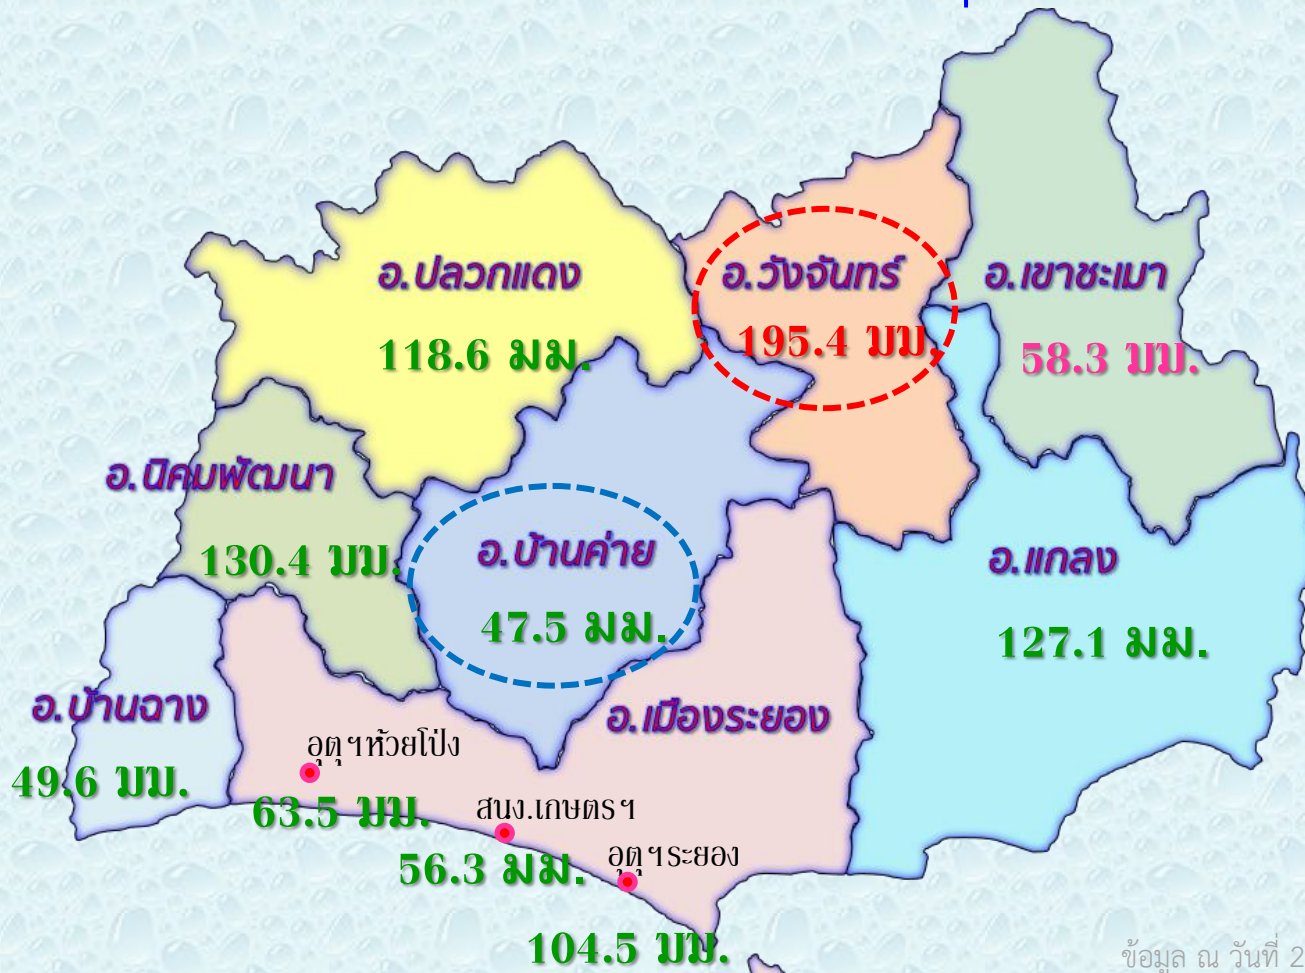 อ.ปลวกแดง
118.6 มม.
อ.วังจันทร์
195.4 มม.
อ.เขาชะเมา
58.3 มม.
อ.นิคมพัฒนา
130.4 มม.
อ.บ้านค่าย
47.5 มม.
อ.แกลง
127.1 มม.
อ.บ้านฉาง
49.6 มม.
อ.เมืองระยอง
อุตุฯห้วยโป่ง
63.5 มม.
สนง.เกษตรฯ
56.3 มม.
อุตุฯระยอง
104.5 มม.
ข้อมูล ณ วันที่ 2